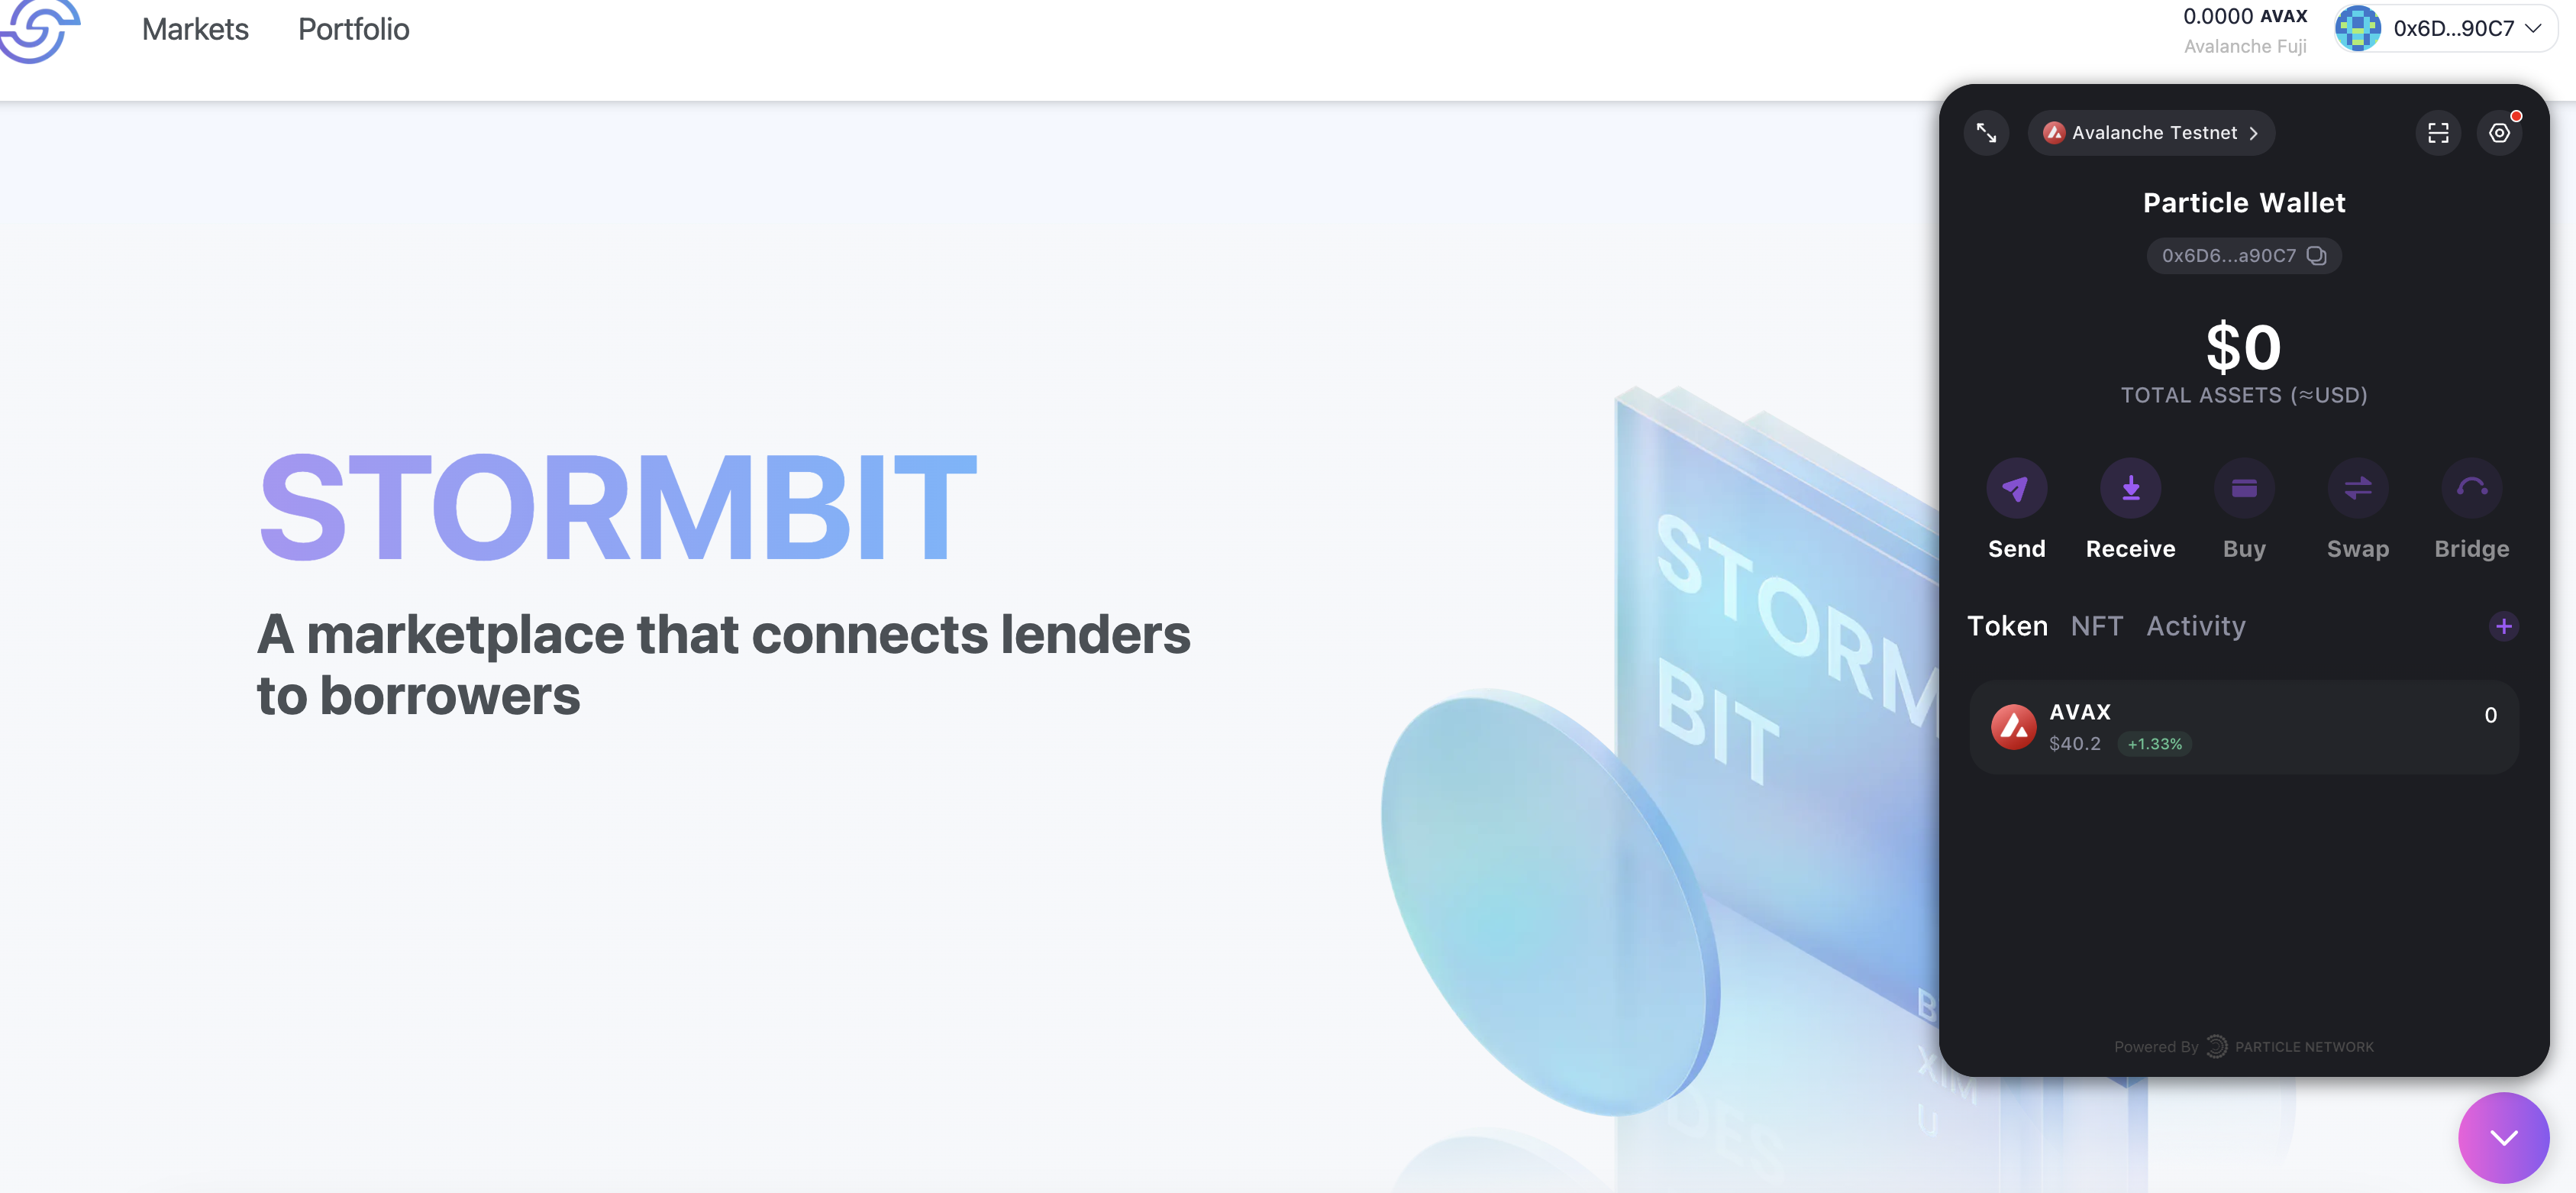 Markets Portfolio
0.0000 AVAX
Avalanche Fuji
0x6D...90C7
STORMBIT
A marketplace that connects lenders
to borrowers
STORM
BIT
B
XIM
U
DES
Avalanche Testnet
Particle Wallet
0x6D6...a90C7
$0
TOTAL ASSETS (≈USD)
Send Receive Buy Swap Bridge
Token NFT Activity
AVAX
0
$40.2 +1.33%
Powered By PARTICLE NETWORK